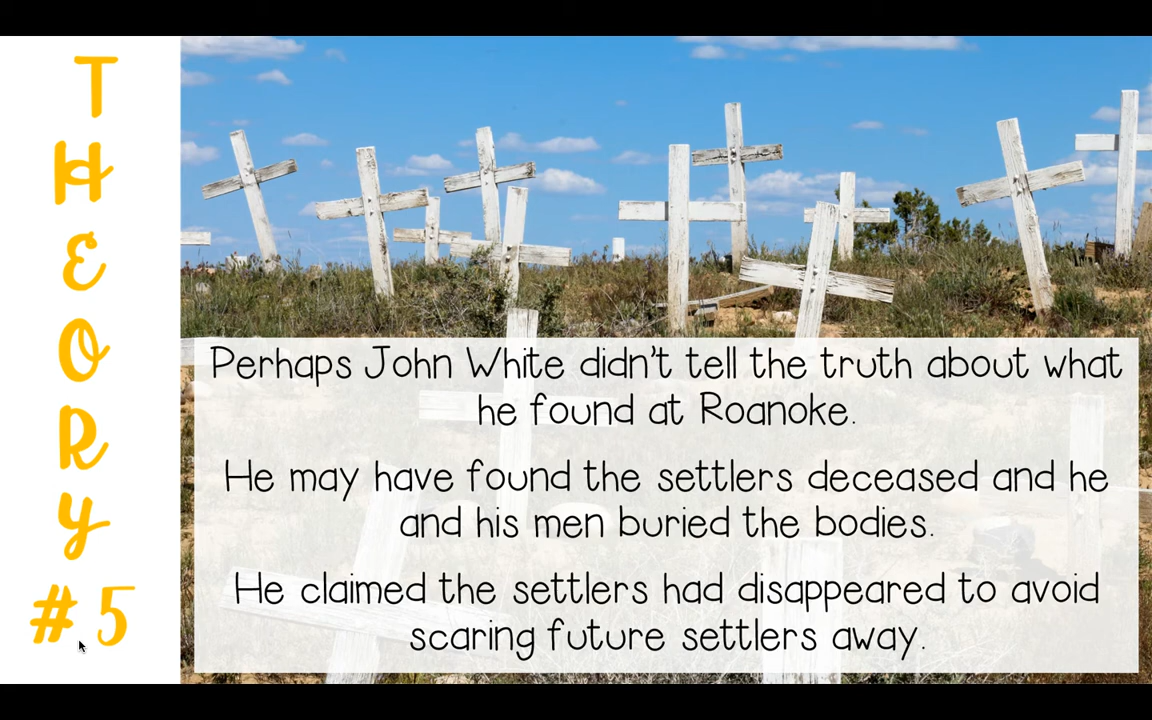 THEORY
#5
Perhaps John White didn't tell the truth about what
he found at Roanoke.
He may have found the settlers deceased and he
and his men buried the bodies.
He claimed the settlers had disappeared to avoid
scaring future settlers away.